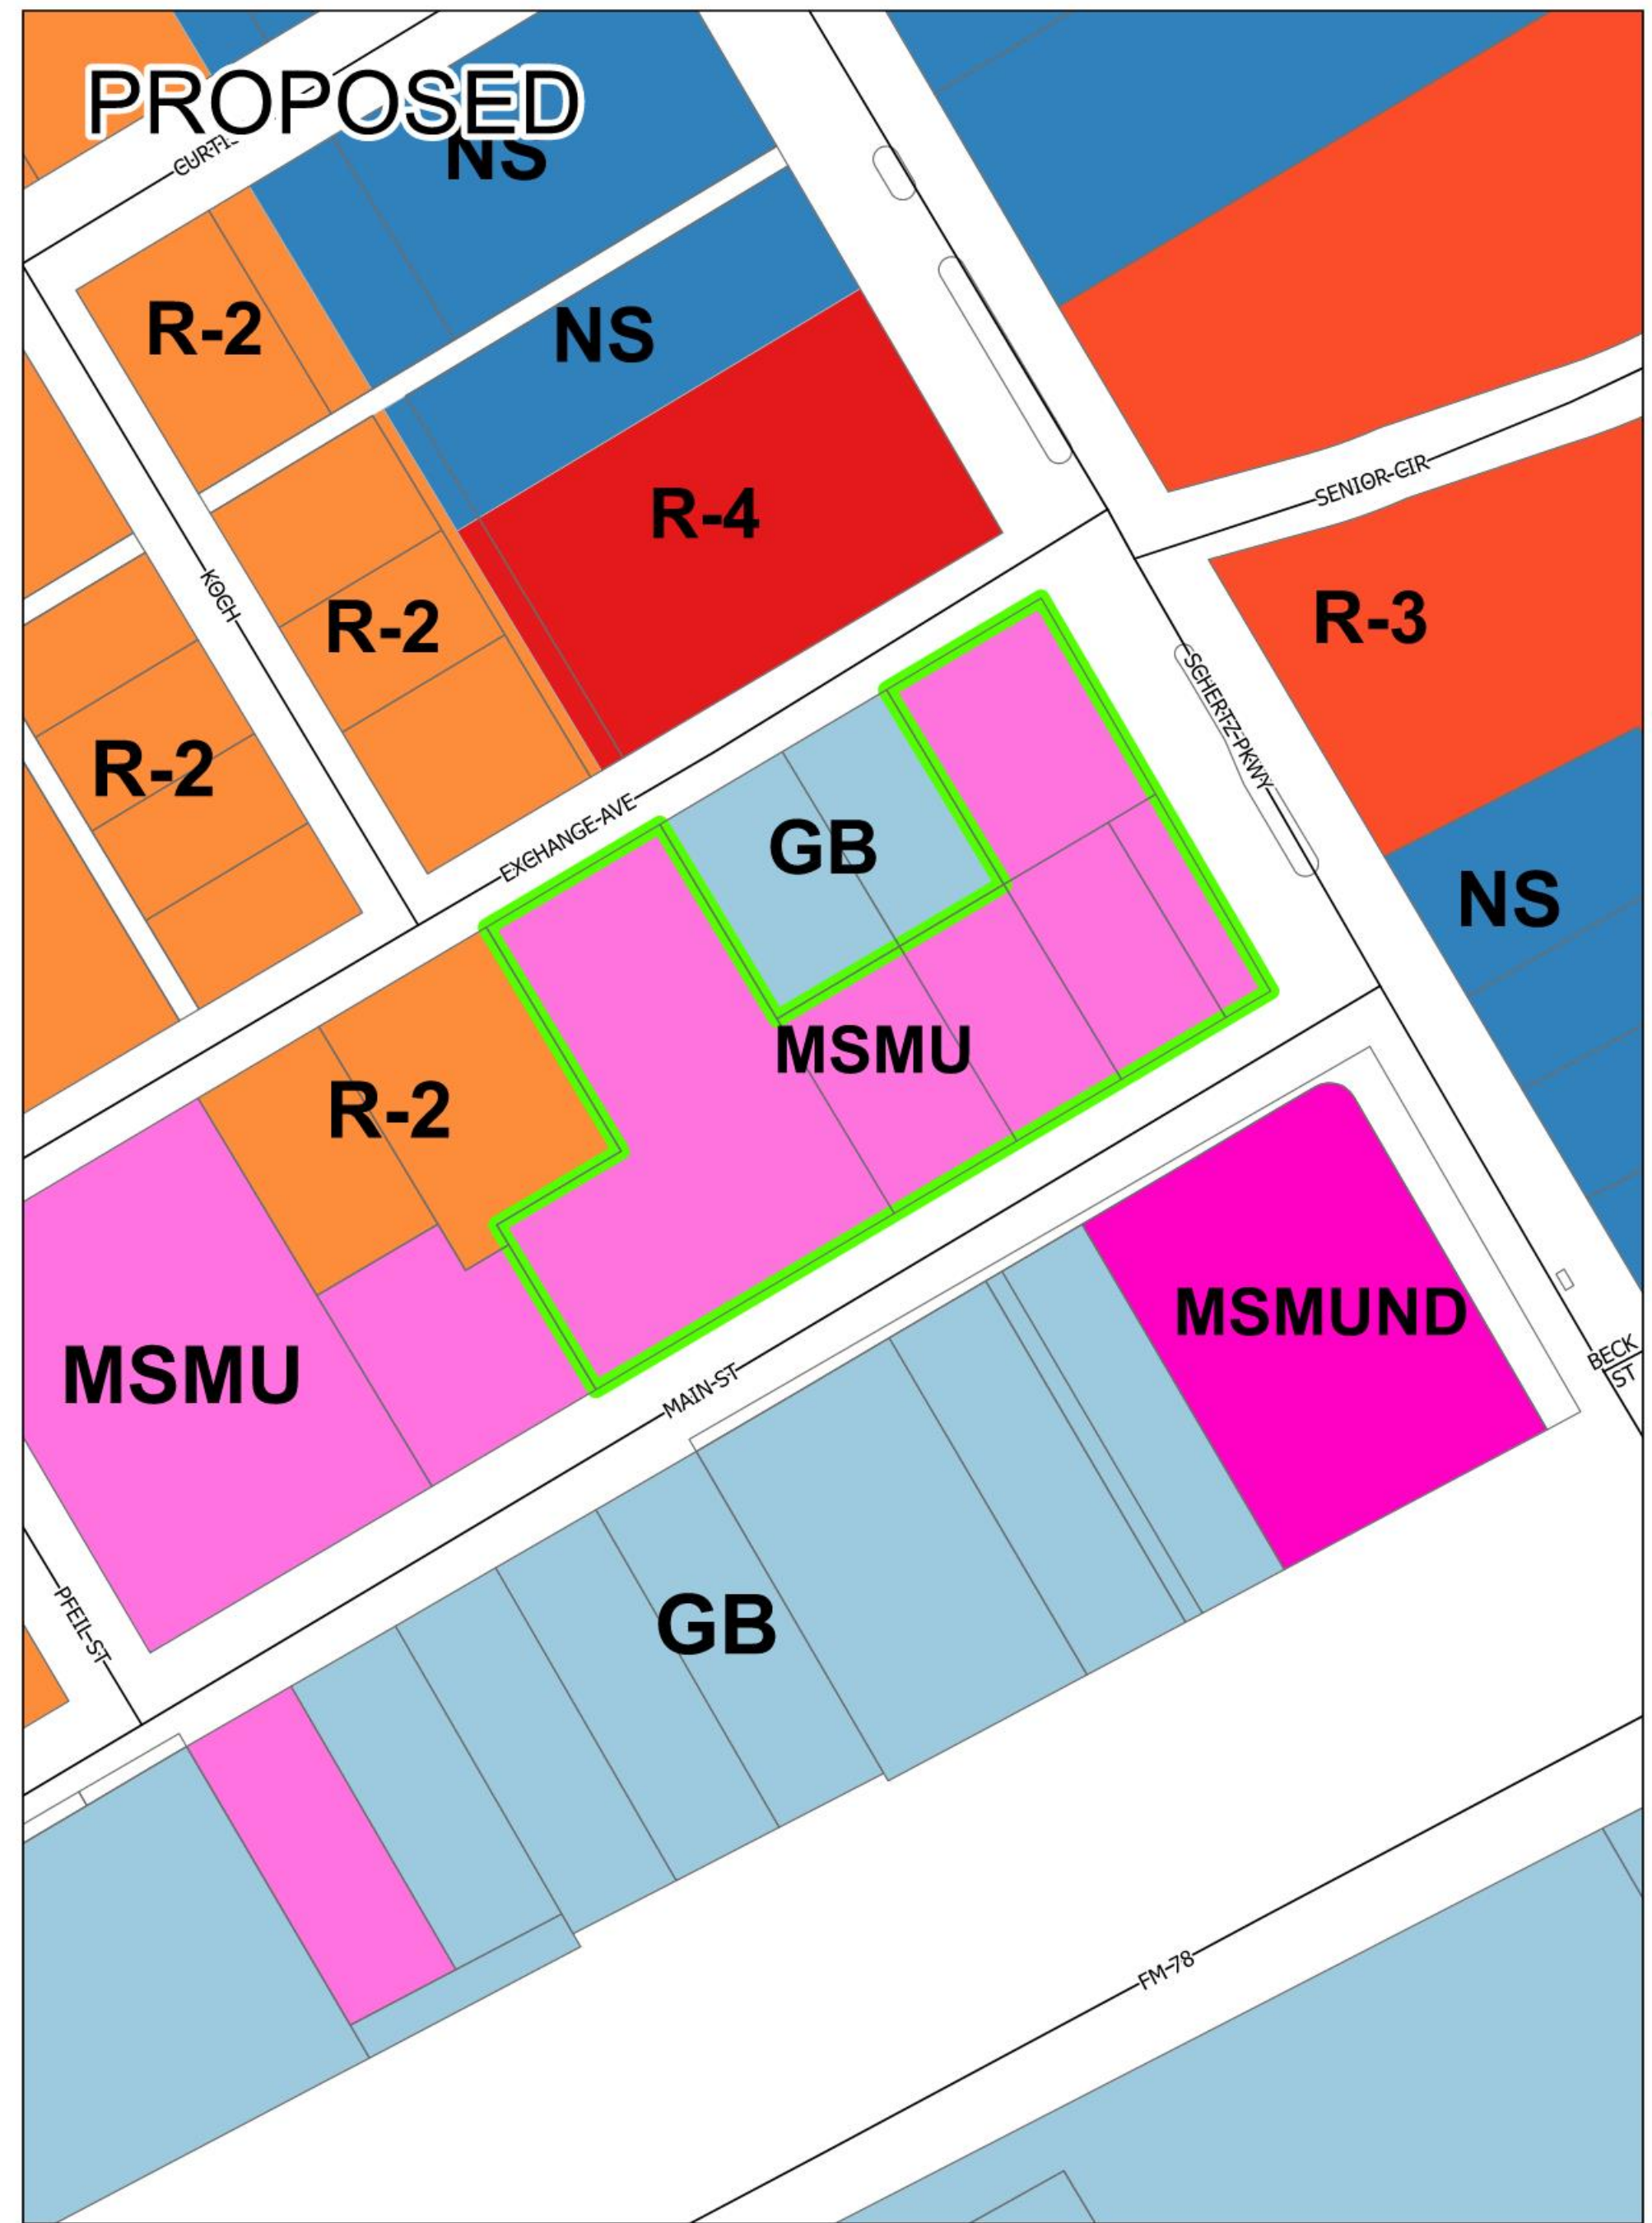 PROPOSED
NS
R-2
NS
R-4
SENIOR CIR
KOCH
R-2
R-3
SCHERTZ PKWY
R-2
EXCHANGE AVE
GB
NS
MSMU
R-2
MSMUND
MSMU
BECK
ST
MAIN ST
PFEIL ST
GB
FM 78